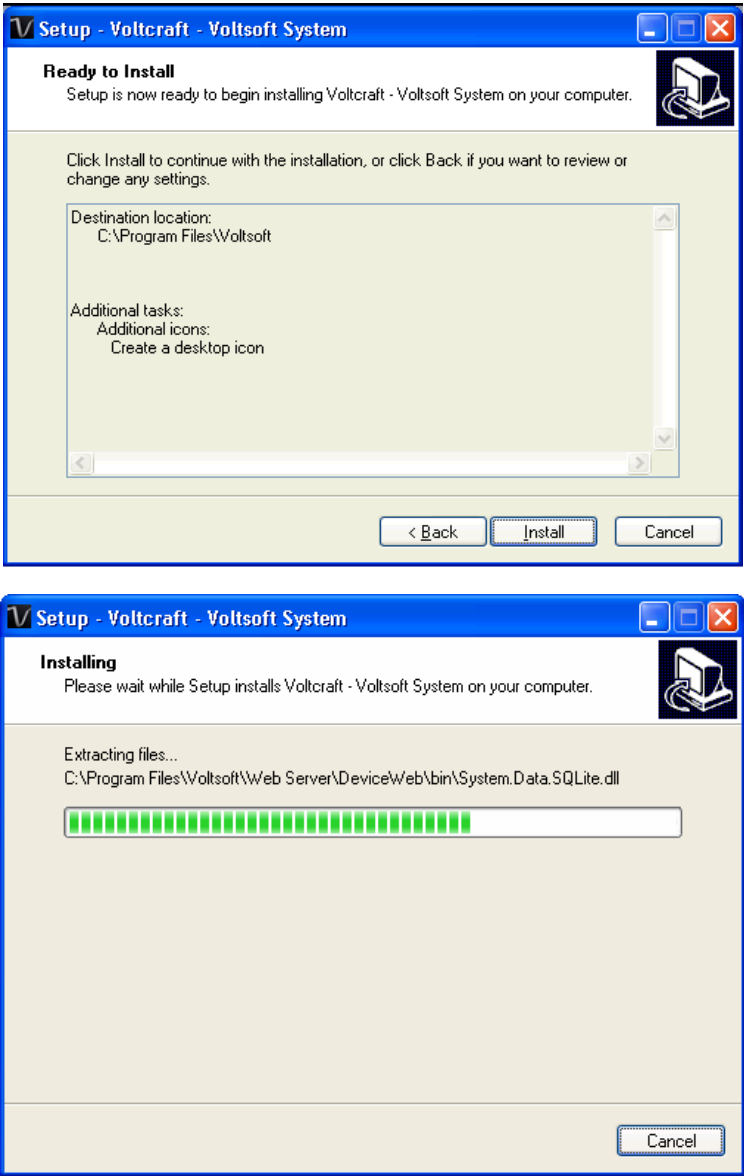 Setup - Voltcraft - Voltsoft System
Ready to Install
Setup is now ready to begin installing Voltcraft - Voltsoft System on your computer.
Click Install to continue with the installation, or click Back if you want to review or
change any settings.
Destination location:
C:\Program Files\Voltsoft
Additional tasks:
Additional icons:
Create a desktop icon
< Back Install Cancel
Setup - Voltcraft - Voltsoft System
Installing
Please wait while Setup installs Voltcraft - Voltsoft System on your computer.
Extracting files...
C:\Program Files\Voltsoft\Web Server\DeviceWeb\bin\System.Data.SQLite.dll
Cancel